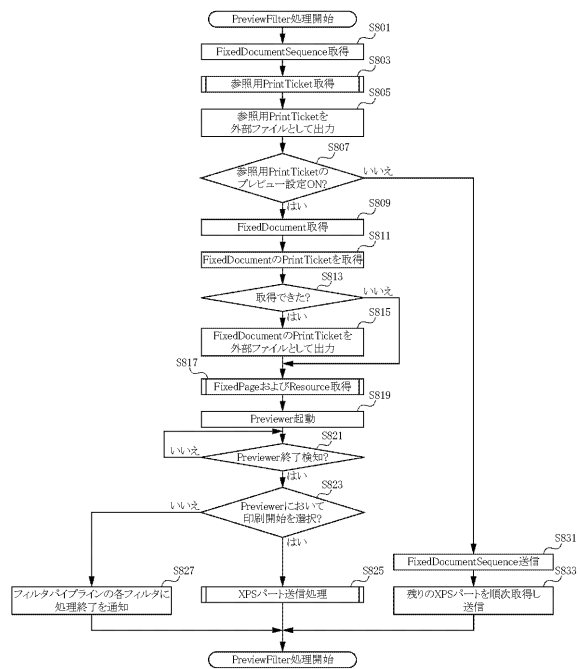 PreviewFilter処理開始
S801
FixedDocumentSequence取得
S803
参照用PrintTicket取得
S805
参照用PrintTicketを
外部ファイルとして出力
S807
参照用PrintTicketの
プレビュー設定ON?
いいえ
はい
S809
FixedDocument取得
S811
FixedDocumentのPrintTicketを取得
S813
取得できた?
いいえ
はい
S815
FixedDocumentのPrintTicketを
外部ファイルとして出力
S817
FixedPageおよびResource取得
S819
Previewer起動
S821
Previewer終了検知?
いいえ
はい
S823
Previewerにおいて
印刷開始を選択?
いいえ
はい
S831
FixedDocumentSequence送信
S827
フィルタパイプラインの各フィルタに
処理終了を通知
S825
XPSパート送信処理
S833
残りのXPSパートを順次取得し
送信
PreviewFilter処理開始